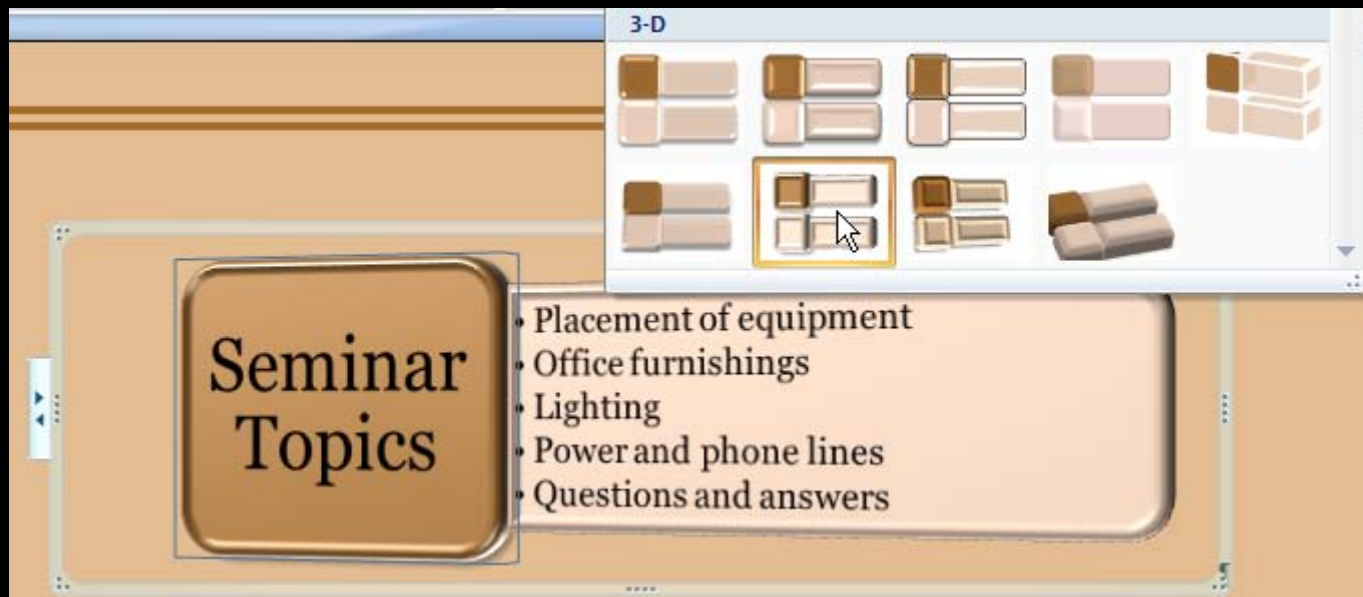 3-D
Seminar
Topics
• Placement of equipment
• Office furnishings
• Lighting
• Power and phone lines
• Questions and answers